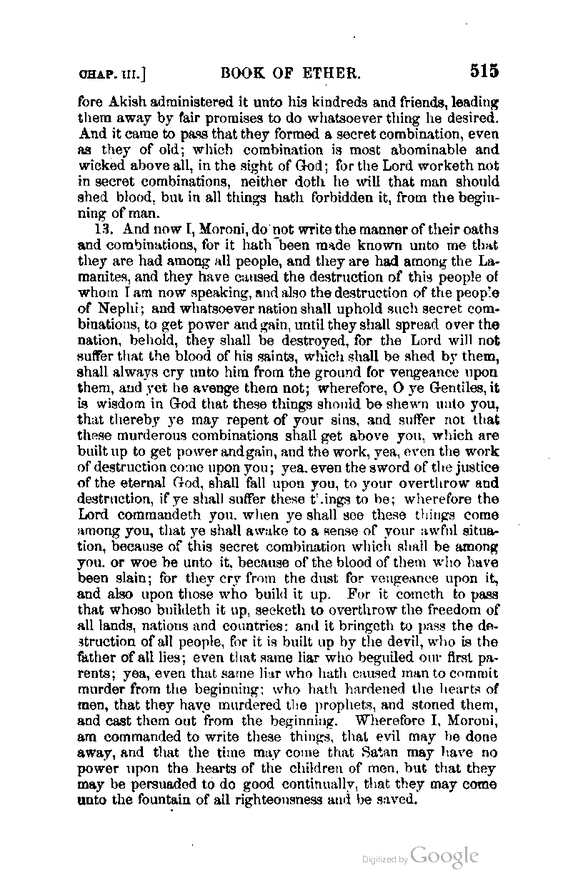 CHAP. III.] BOOK OF ETHER. 515
fore Akish administered it unto his kindreds and friends, leading
them away by fair promises to do whatsoever thing he desired.
And it came to pass that they formed a secret combination, even
as they of old; which combination is most abominable and
wicked above all, in the sight of God; for the Lord worketh not
in secret combinations, neither doth he will that man should
shed blood, but in all things hath forbidden it, from the begin-
ning of man.
13. And now I, Moroni, do not write the manner of their oaths
and combinations, for it hath been made known unto me that
they are had among all people, and they are had among the La-
manites, and they have caused the destruction of this people of
whom I am now speaking, and also the destruction of the people
of Nephi; and whatsoever nation shall uphold such secret com-
binations, to get power and gain, until they shall spread over the
nation, behold, they shall be destroyed, for the Lord will not
suffer that the blood of his saints, which shall be shed by them,
shall always cry unto him from the ground for vengeance upon
them, and yet he avenge them not; wherefore, O ye Gentiles, it
is wisdom in God that these things should be shewn unto you,
that thereby ye may repent of your sins, and suffer not that
these murderous combinations shall get above you, which are
built up to get power and gain, and the work, yea, even the work
of destruction come upon you; yea, even the sword of the justice
of the eternal God, shall fall upon you, to your overthrow and
destruction, if ye shall suffer these things to be; wherefore the
Lord commandeth you, when ye shall see these things come
among you, that ye shall awake to a sense of your awful situa-
tion, because of this secret combination which shall be among
you, or woe be unto it, because of the blood of them who have
been slain; for they cry from the dust for vengeance upon it,
and also upon those who build it up. For it cometh to pass
that whoso buildeth it up, seeketh to overthrow the freedom of
all lands, nations and countries: and it bringeth to pass the de-
struction of all people, for it is built up by the devil, who is the
father of all lies; even that same liar who beguiled our first pa-
rents; yea, even that same liar who hath caused man to commit
murder from the beginning; who hath hardened the hearts of
men, that they have murdered the prophets, and stoned them,
and cast them out from the beginning. Wherefore I, Moroni,
am commanded to write these things, that evil may be done
away, and that the time may come that Satan may have no
power upon the hearts of the children of men, but that they
may be persuaded to do good continually, that they may come
unto the fountain of all righteousness and be saved.
Digitized by Google